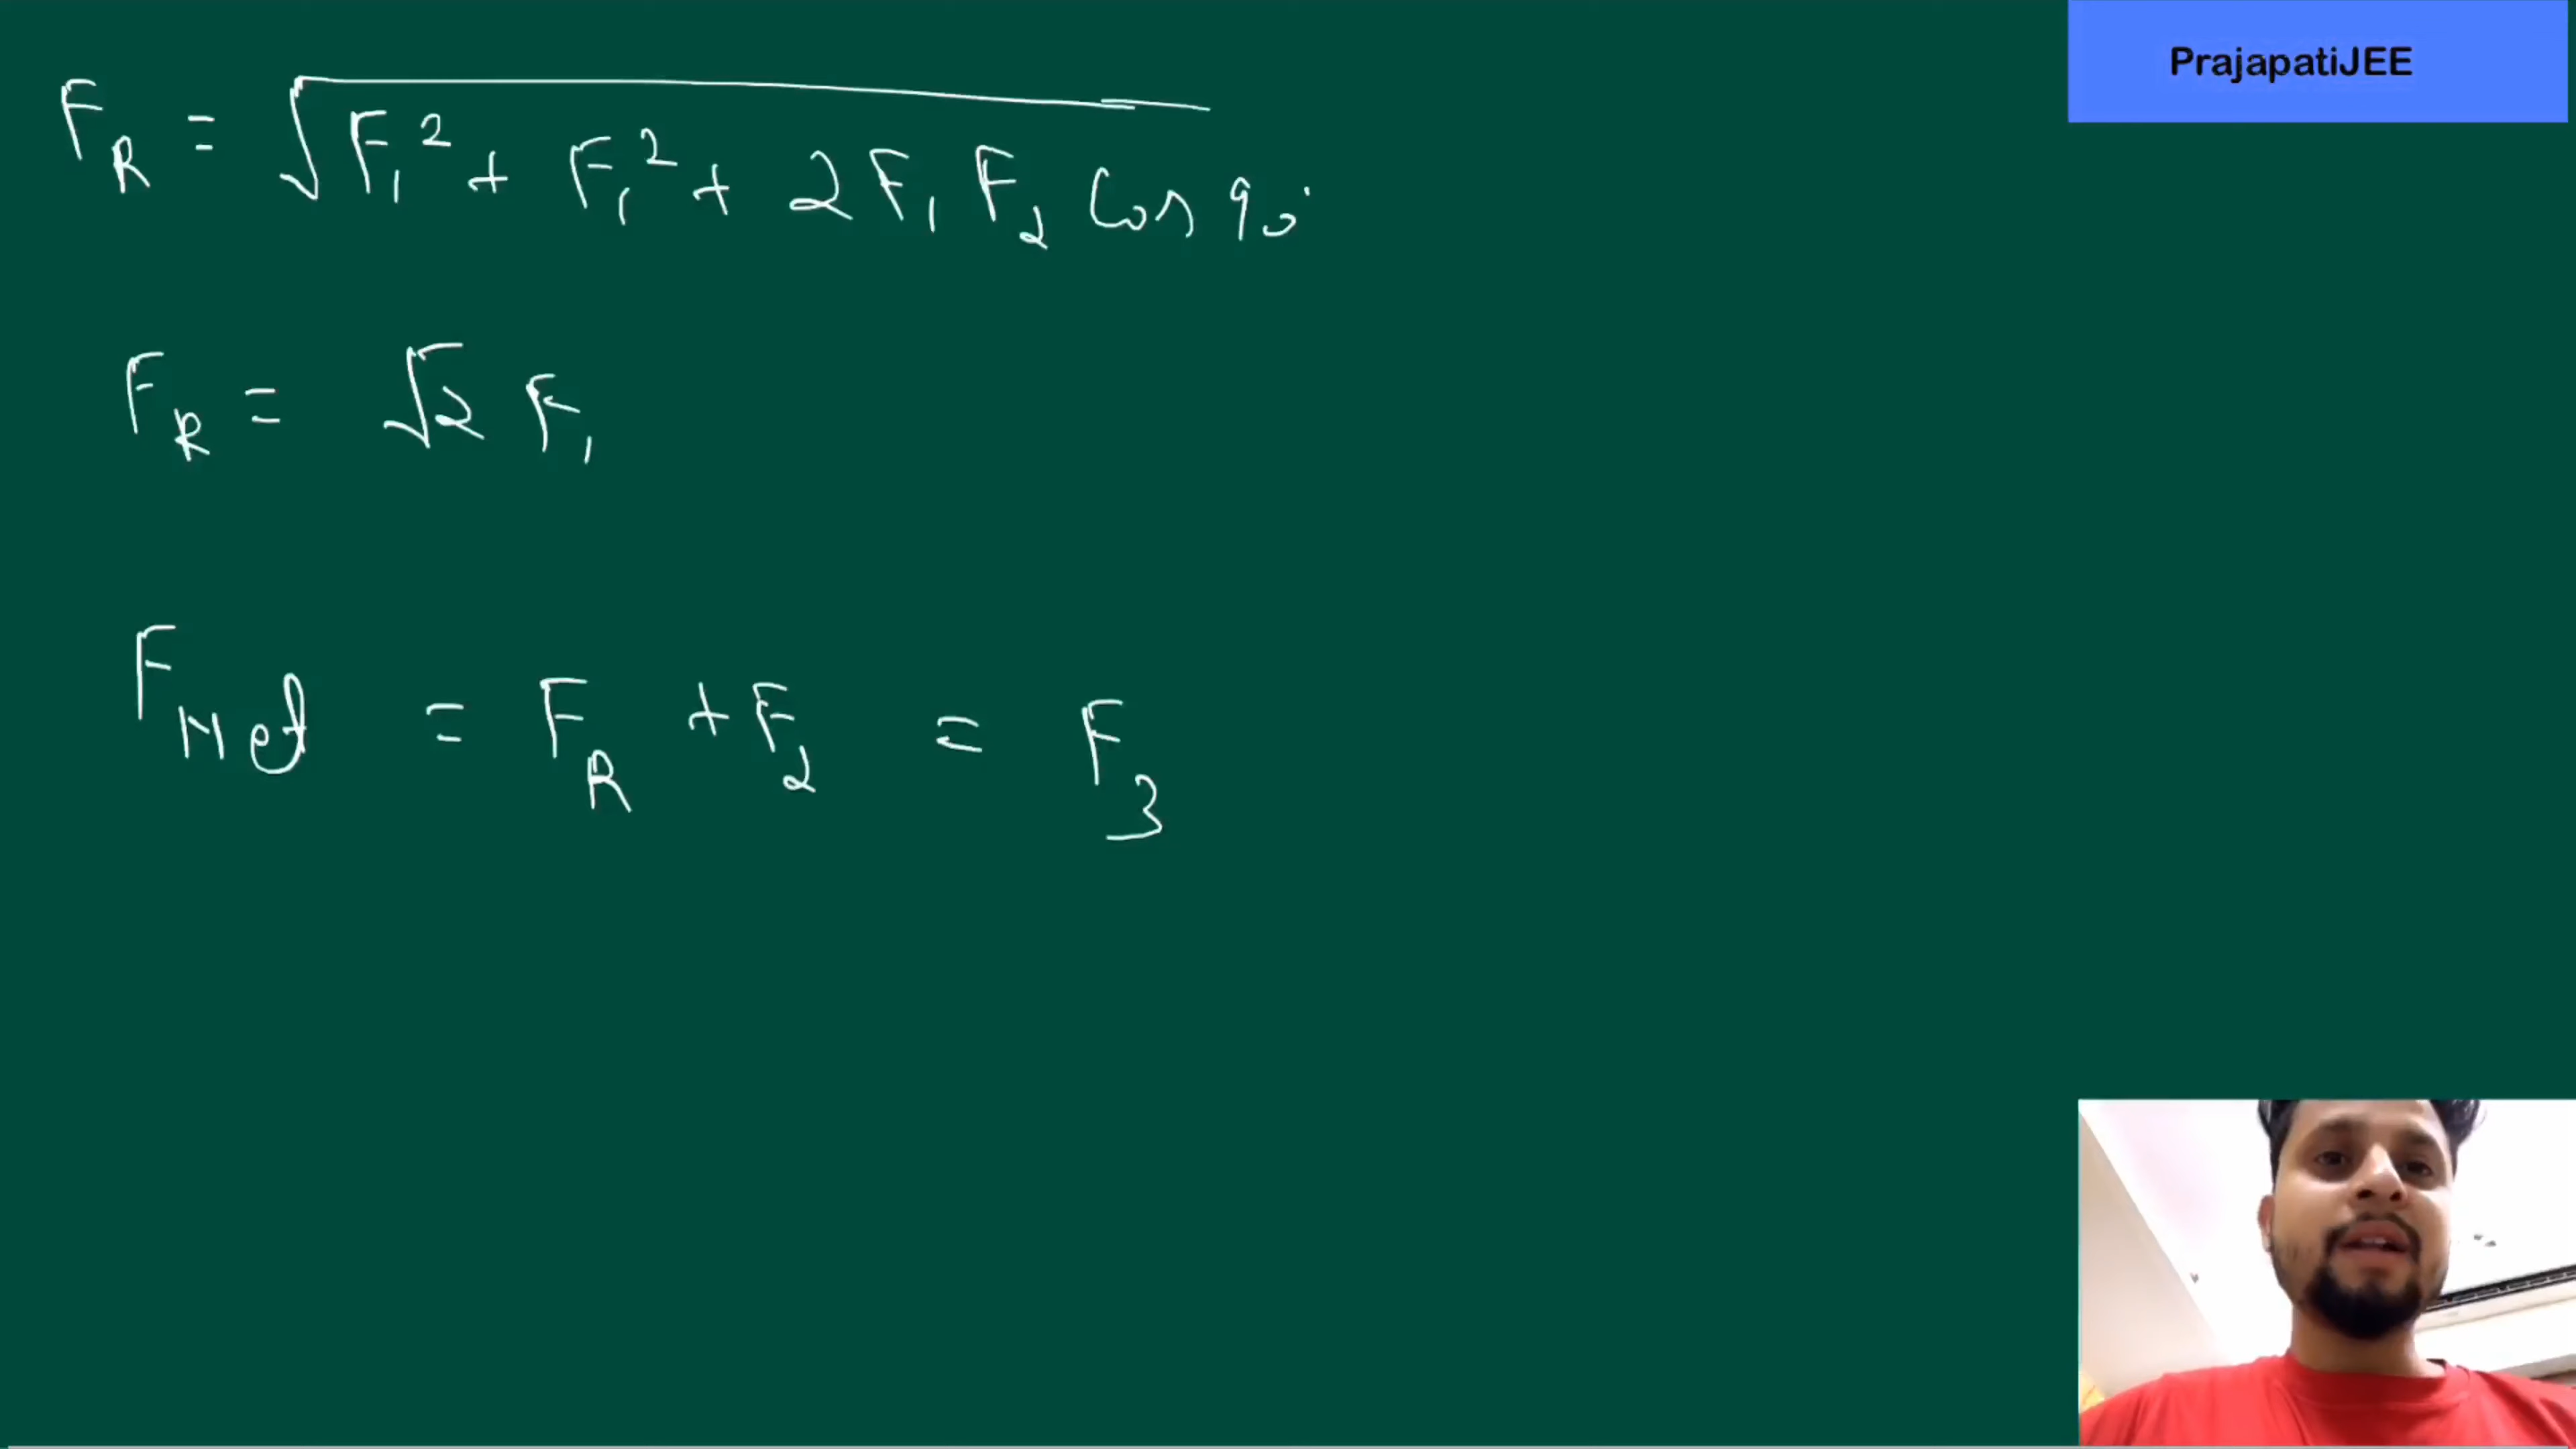 PrajapatiJEE
F_R = √(F₁² + F₁² + 2F₁F₂ Cos 90°)
F_R = √2 F₁
F_Net = F_R + F₂ = F₃